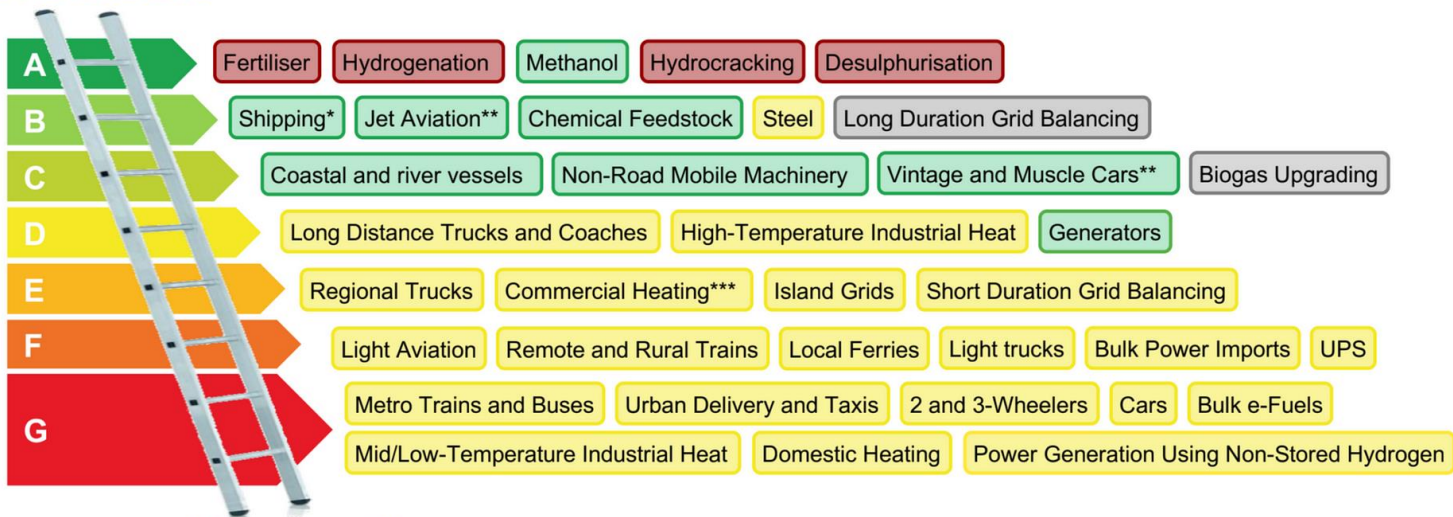 A Fertiliser Hydrogenation Methanol Hydrocracking Desulphurisation
B Shipping* Jet Aviation** Chemical Feedstock Steel Long Duration Grid Balancing
C Coastal and river vessels Non-Road Mobile Machinery Vintage and Muscle Cars** Biogas Upgrading
D Long Distance Trucks and Coaches High-Temperature Industrial Heat Generators
E Regional Trucks Commercial Heating*** Island Grids Short Duration Grid Balancing
F Light Aviation Remote and Rural Trains Local Ferries Light trucks Bulk Power Imports UPS
G Metro Trains and Buses Urban Delivery and Taxis 2 and 3-Wheelers Cars Bulk e-Fuels
Mid/Low-Temperature Industrial Heat Domestic Heating Power Generation Using Non-Stored Hydrogen